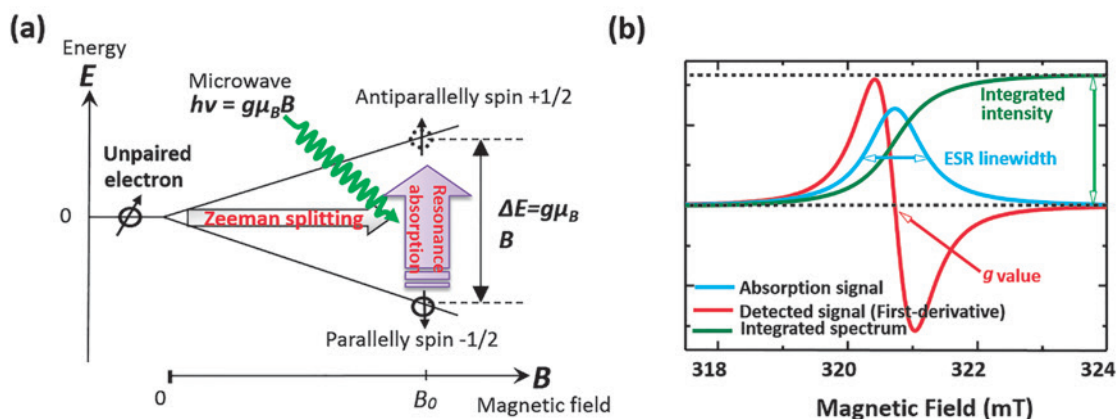 (a)
Energy
E
Microwave
hν = gμBB
Antiparallelly spin +1/2
Unpaired
electron
0
Zeeman splitting
Resonance
absorption
ΔE=gμB
B
Parallelly spin -1/2
0
B0
B
Magnetic field
(b)
Integrated
intensity
ESR linewidth
g value
Absorption signal
Detected signal (First-derivative)
Integrated spectrum
318
320
322
324
Magnetic Field (mT)